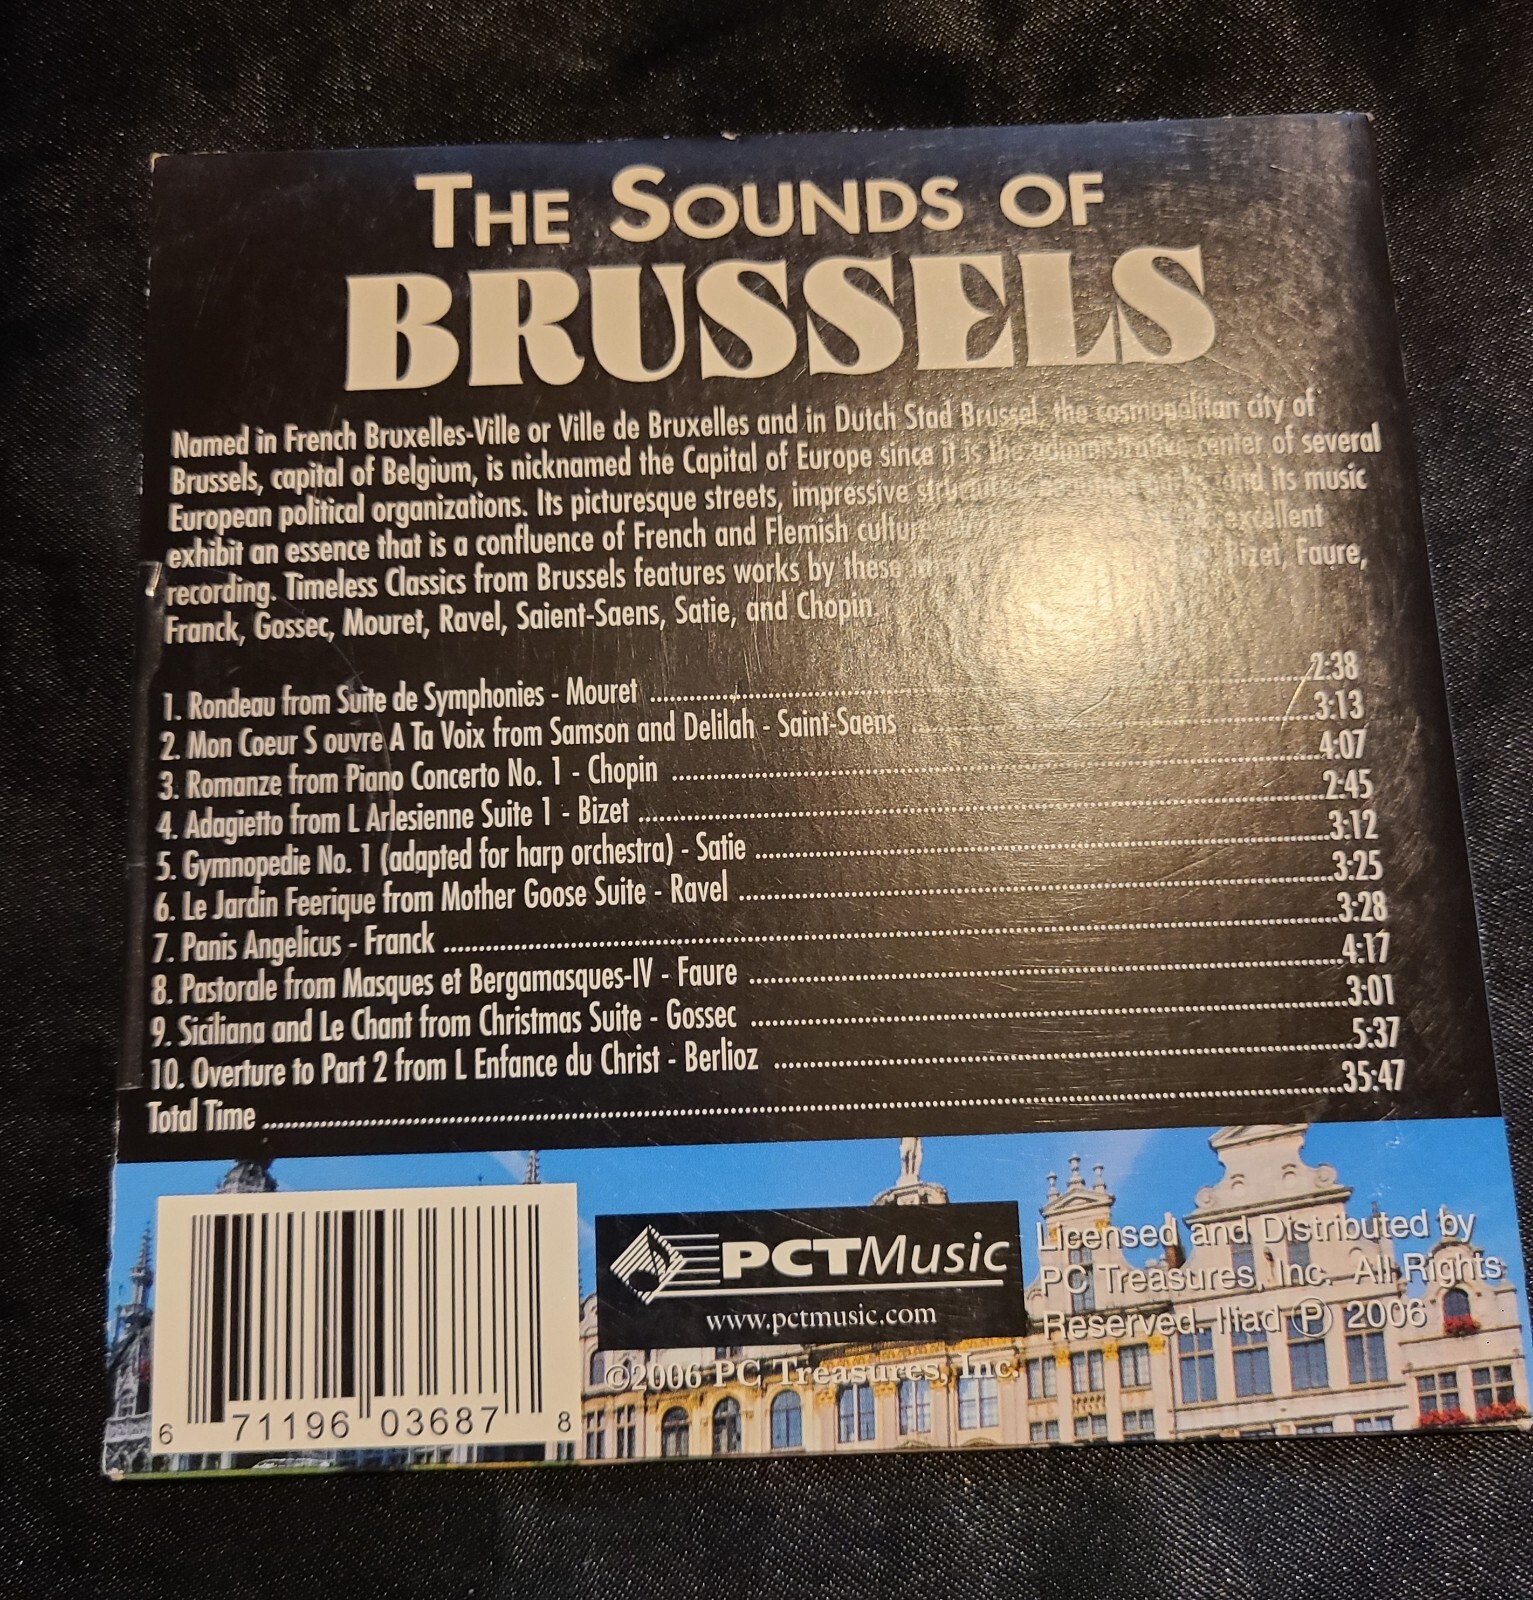 THE SOUNDS OF
BRUSSELS
Named in French Bruxelles-Ville or Ville de Bruxelles and in Dutch Stad Brussel, the cosmopolitan city of
Brussels, capital of Belgium, is nicknamed the Capital of Europe since it is the administrative center of several
European political organizations. Its picturesque streets, impressive and its music
exhibit an essence that is a confluence of French and Flemish excellent
recording. Timeless Classics from Brussels features works by these Bizet, Faure,
Franck, Gossec, Mouret, Ravel, Saient-Saens, Satie, and Chopin.
1. Rondeau from Suite de Symphonies - Mouret 2:38
2. Mon Coeur S ouvre A Ta Voix from Samson and Delilah - Saint-Saens 3:13
3. Romanze from Piano Concerto No. 1 - Chopin 4:07
4. Adagietto from L Arlesienne Suite 1 - Bizet 2:45
5. Gymnopedie No. 1 (adapted for harp orchestra) - Satie 3:12
6. Le Jardin Feerique from Mother Goose Suite - Ravel 3:25
7. Panis Angelicus - Franck 3:28
8. Pastorale from Masques et Bergamasques-IV - Faure 4:17
9. Siciliana and Le Chant from Christmas Suite - Gossec 3:01
10. Overture to Part 2 from L Enfance du Christ - Berlioz 5:37
Total Time 35:47
6 71196 03687 8
PCTMusic
www.pctmusic.com
©2006 PC Treasures, Inc.
Licensed and Distributed by
PC Treasures, Inc. All Rights
Reserved. Iliad ℗ 2006